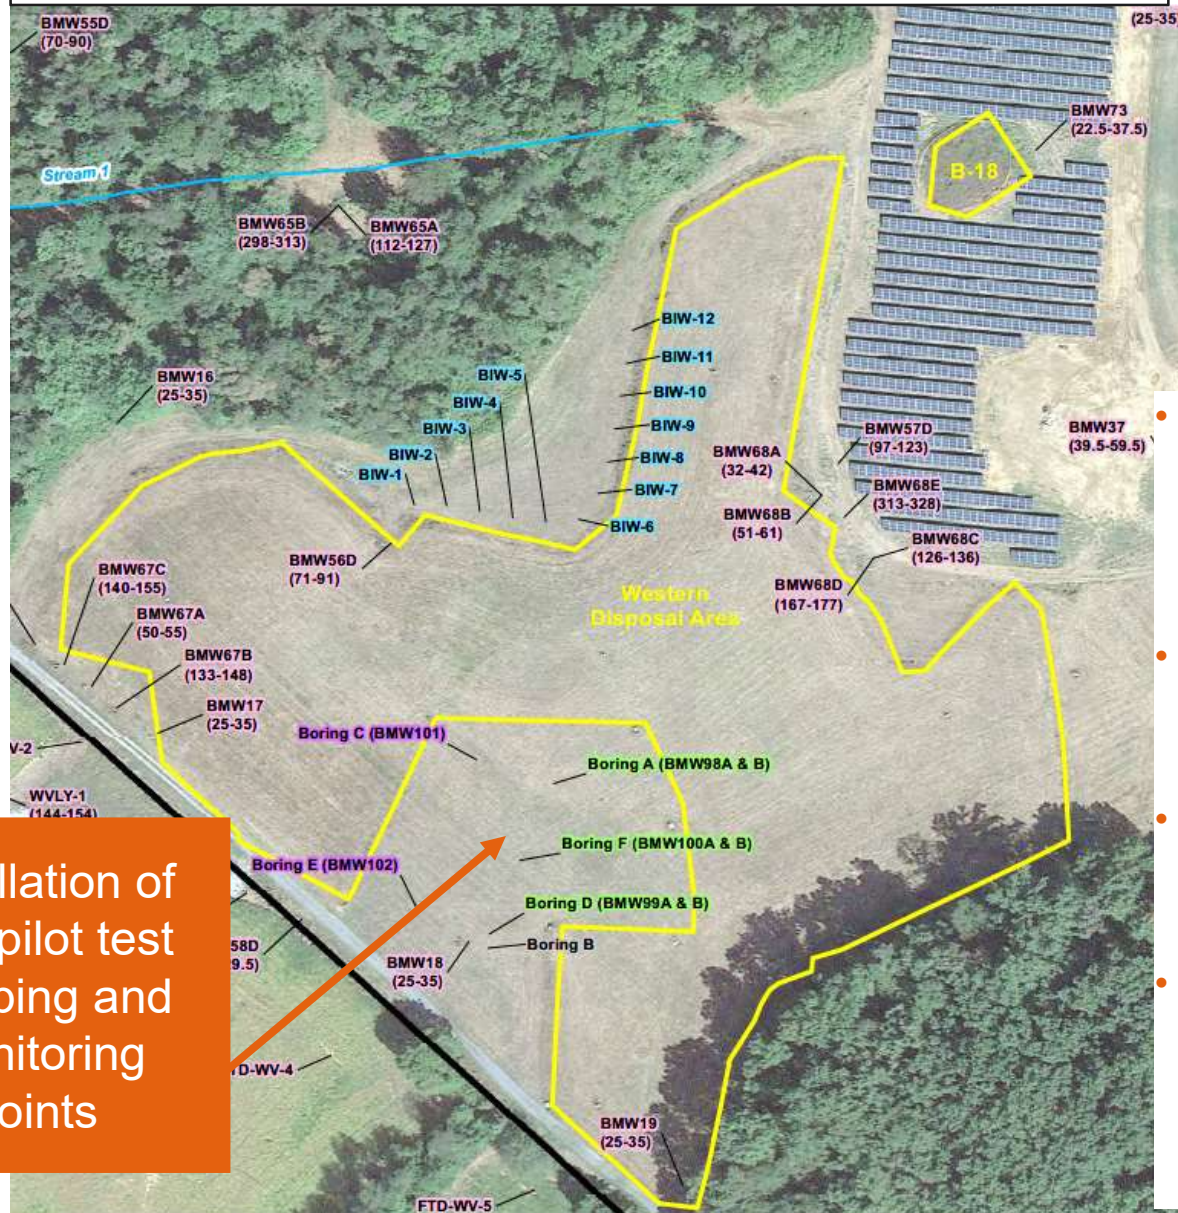 BMW55D
(70-90)
(25-35)
BMW73
(22.5-37.5)
B-18
Stream 1
BMW65B
(298-313)
BMW65A
(112-127)
BIW-12
BIW-11
BIW-10
BIW-9
BIW-8
BIW-7
BIW-6
BIW-5
BIW-4
BIW-3
BIW-2
BIW-1
BMW16
(25-35)
BMW57D
(97-123)
BMW37
(39.5-59.5)
BMW68A
(32-42)
BMW68E
(313-328)
BMW68B
(51-61)
BMW68C
(126-136)
BMW56D
(71-91)
BMW68D
(167-177)
Western
Disposal Area
BMW67C
(140-155)
BMW67A
(50-55)
BMW67B
(133-148)
BMW17
(25-35)
V-2
WVLY-1
(144-154)
Boring C (BMW101)
Boring A (BMW98A & B)
Boring F (BMW100A & B)
Boring E (BMW102)
Boring D (BMW99A & B)
Boring B
BMW18
(25-35)
58D
9.5)
llation of
pilot test
ping and
nitoring
oints
TD-WV-4
BMW19
(25-35)
FTD-WV-5